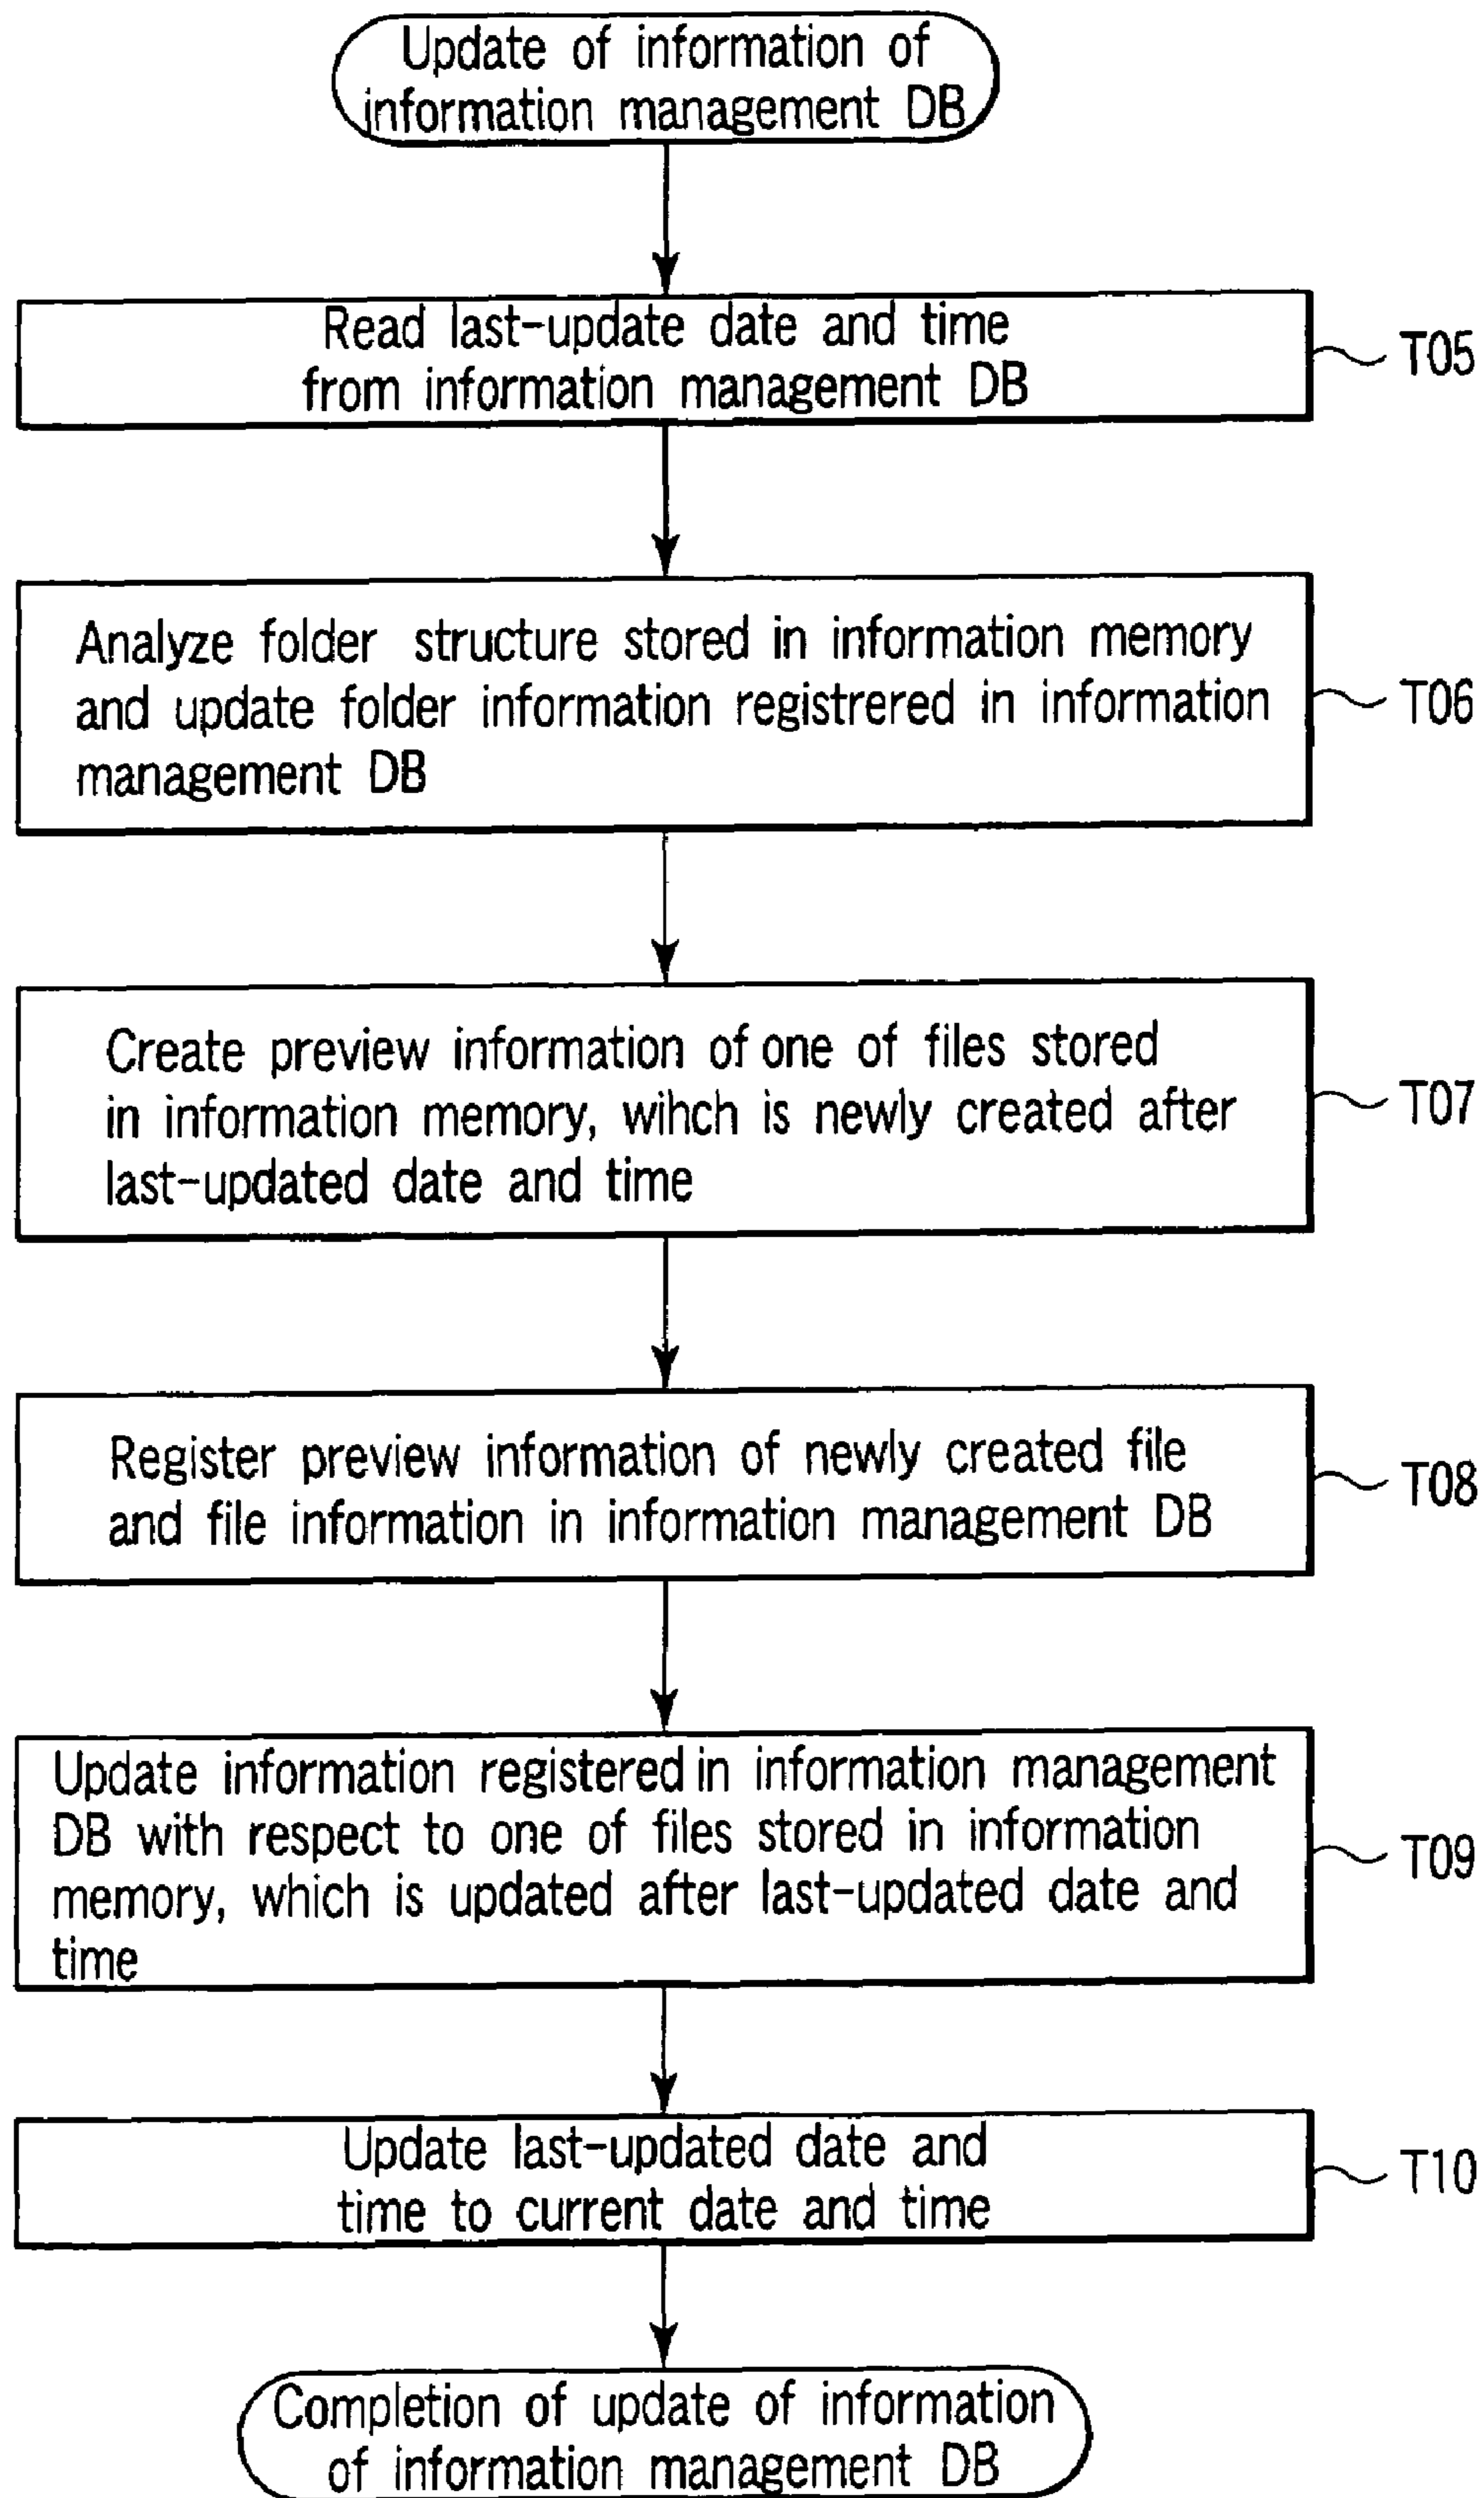 Update of information of
information management DB
Read last-update date and time
from information management DB
T05
Analyze folder structure stored in information memory
and update folder information registrered in information
management DB
T06
Create preview information of one of files stored
in information memory, wihch is newly created after
last-updated date and time
T07
Register preview information of newly created file
and file information in information management DB
T08
Update information registered in information management
DB with respect to one of files stored in information
memory, which is updated after last-updated date and
time
T09
Update last-updated date and
time to current date and time
T10
Completion of update of information
of information management DB